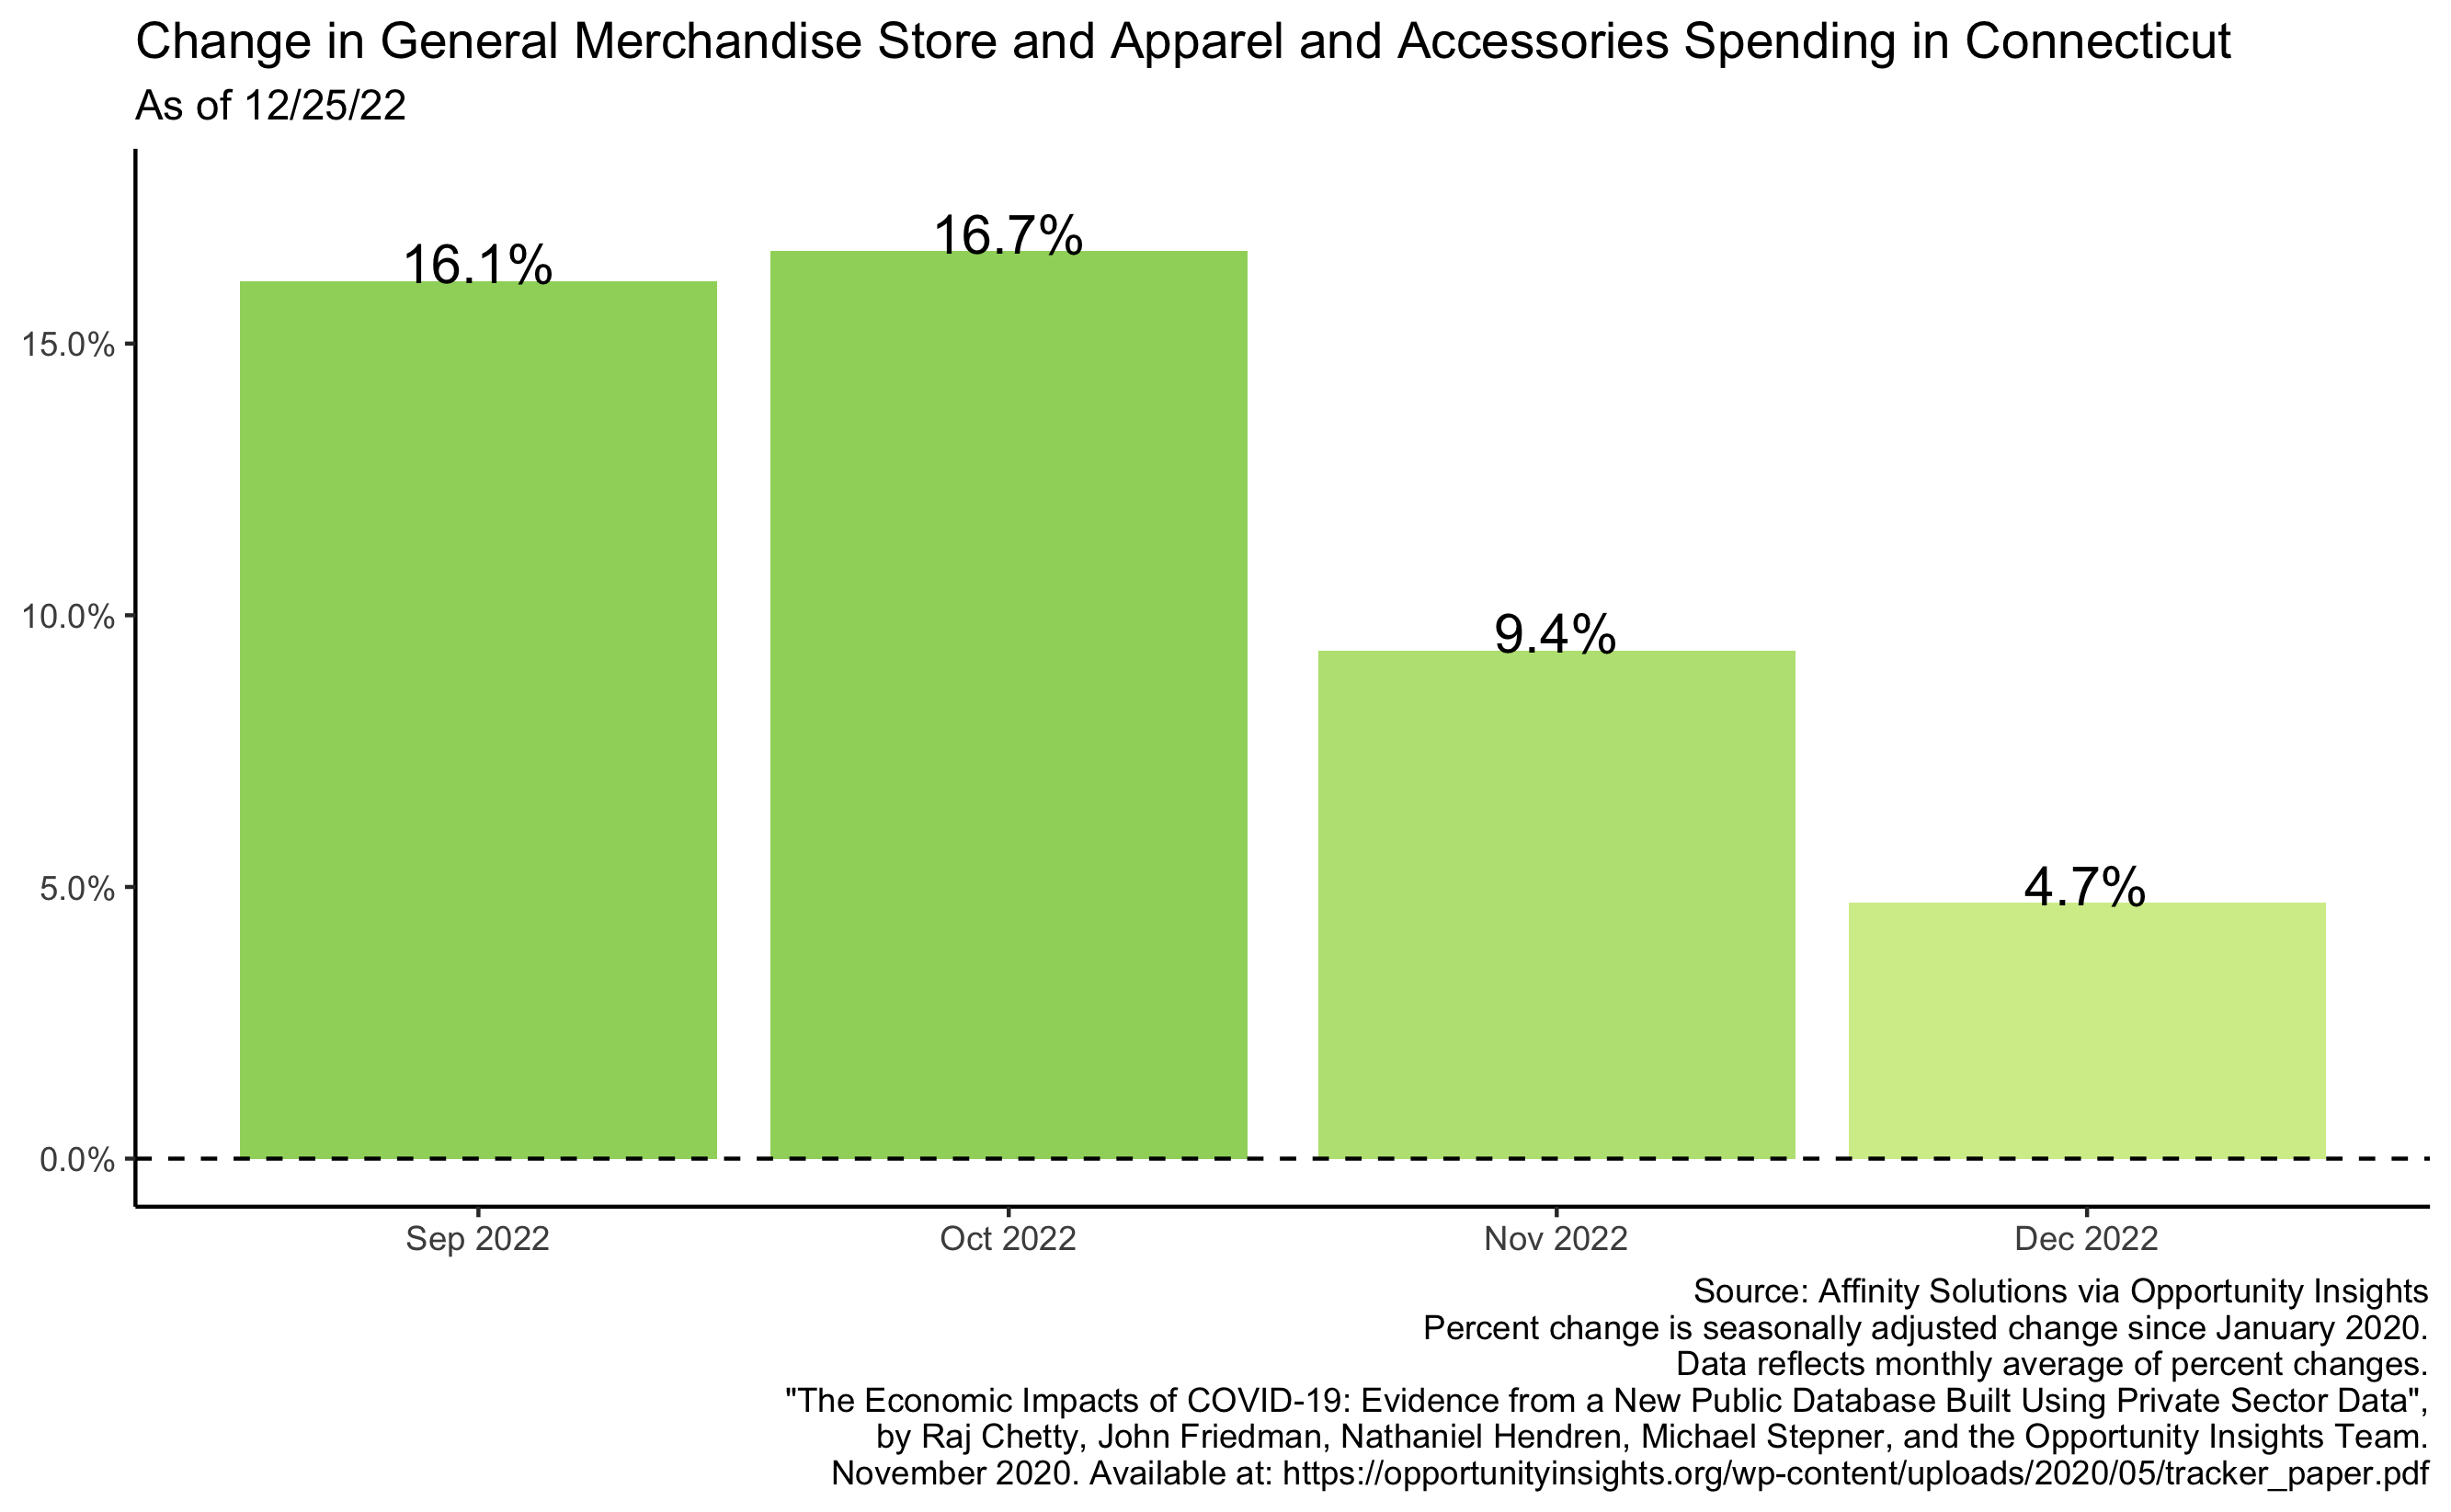 Change in General Merchandise Store and Apparel and Accessories Spending in Connecticut
As of 12/25/22
16.1%
16.7%
9.4%
4.7%
15.0%
10.0%
5.0%
0.0%
Sep 2022
Oct 2022
Nov 2022
Dec 2022
Source: Affinity Solutions via Opportunity Insights
Percent change is seasonally adjusted change since January 2020.
Data reflects monthly average of percent changes.
"The Economic Impacts of COVID-19: Evidence from a New Public Database Built Using Private Sector Data",
by Raj Chetty, John Friedman, Nathaniel Hendren, Michael Stepner, and the Opportunity Insights Team.
November 2020. Available at: https://opportunityinsights.org/wp-content/uploads/2020/05/tracker_paper.pdf